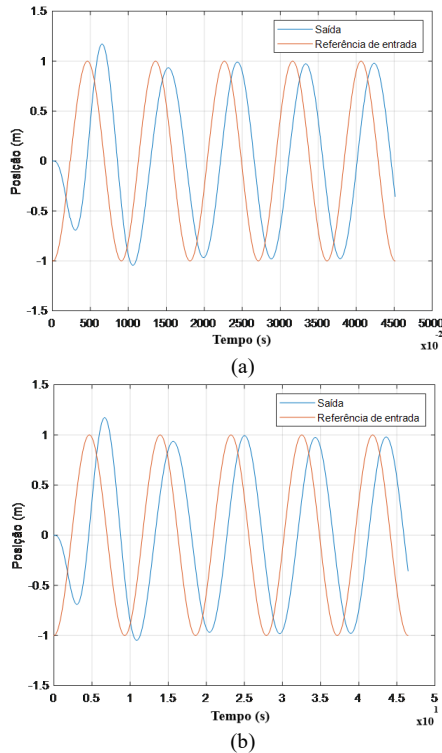 1.5
Saída
Referência de entrada
1
0.5
0
-0.5
-1
-1.5
Posição (m)
0 500 1000 1500 2000 2500 3000 3500 4000 4500 5000
Tempo (s)
x10
-2
(a)
1.5
Saída
Referência de entrada
1
0.5
0
-0.5
-1
-1.5
Posição (m)
0 0.5 1 1.5 2 2.5 3 3.5 4 4.5 5
Tempo (s)
x10
1
(b)